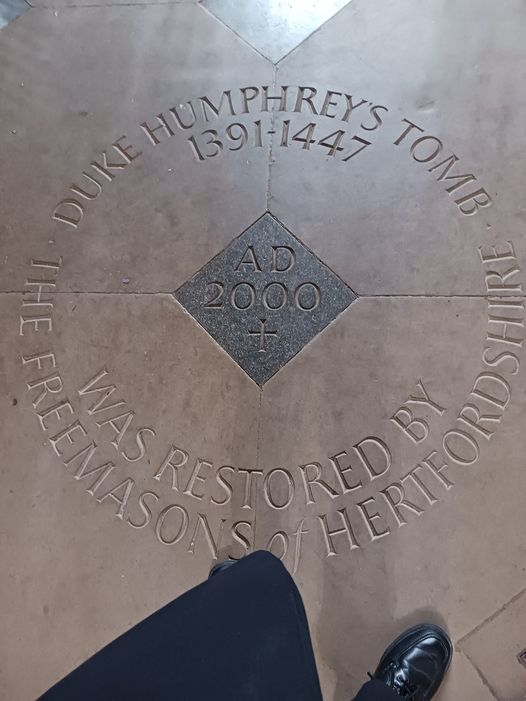 DUKE HUMPHREY'S TOMB
1391-1447
AD
2000
WAS RESTORED BY
THE FREEMASONS of HERTFORDSHIRE